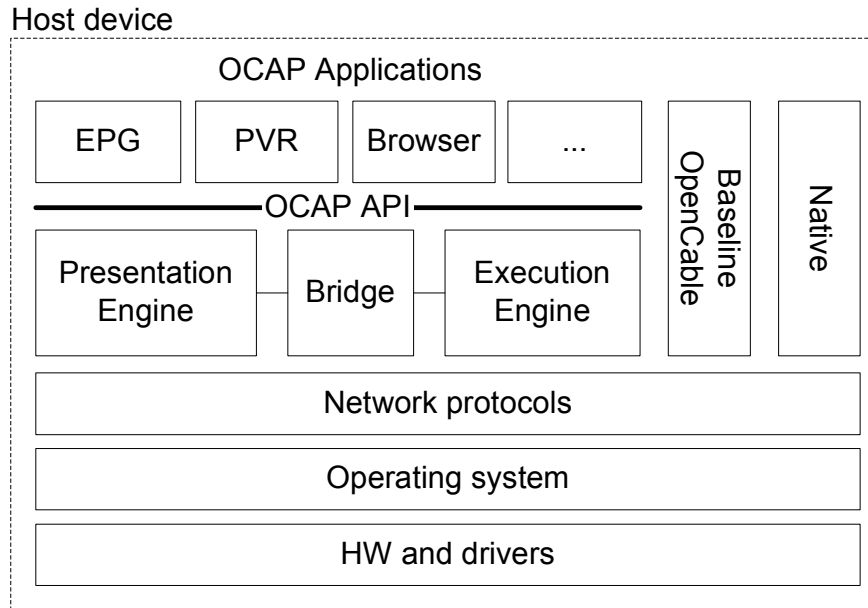 Host device
OCAP Applications
EPG
PVR
Browser
...
OCAP API
Presentation
Engine
Bridge
Execution
Engine
Baseline
OpenCable
Native
Network protocols
Operating system
HW and drivers